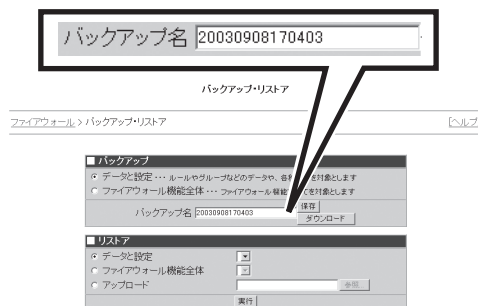 バックアップ名 20030908170403
バックアップ・リストア
ファイアウォール > バックアップ・リストア [ヘルプ
■ バックアップ
データと設定 ・・・ ルールやグループなどのデータや、各 を対象とします
ファイアウォール機能全体 ・・・ ファイアウォール機能 てを対象とします
バックアップ名 20030908170403 保存
ダウンロード
■ リストア
データと設定
ファイアウォール機能全体
アップロード 参照...
実行